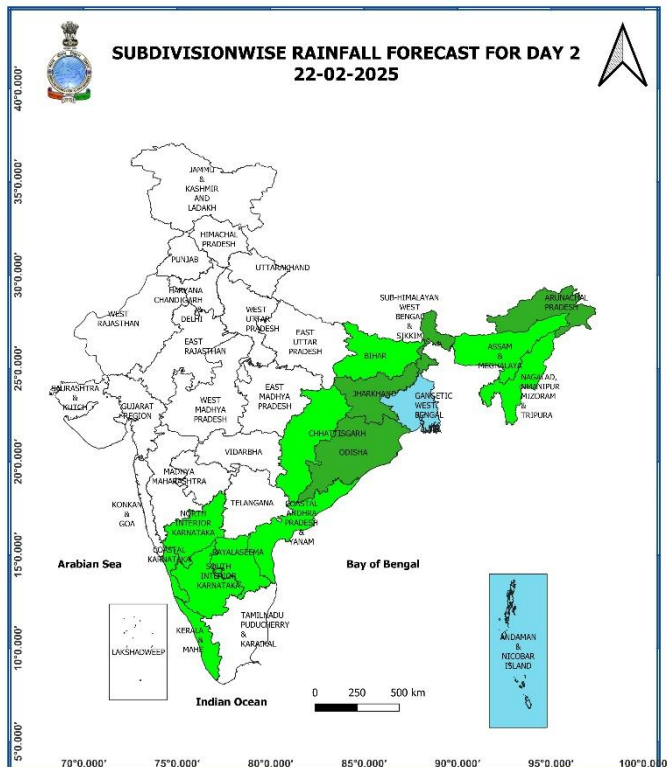 SUBDIVISIONWISE RAINFALL FORECAST FOR DAY 2
22-02-2025
40°0.000'
35°0.000'
30°0.000'
25°0.000'
20°0.000'
15°0.000'
10°0.000'
5°0.000'
JAMMU
&
KASHMIR
AND
LADAKH
HIMACHAL
PRADESH
PUNJAB
UTTARAKHAND
HARYANA
CHANDIGARH
&
DELHI
WEST
RAJASTHAN
WEST
UTTAR
PRADESH
EAST
RAJASTHAN
EAST
UTTAR
PRADESH
SUB-HIMALAYAN
WEST
BENGAL
&
SIKKIM
ARUNACHAL
PRADESH
ASSAM
&
MEGHALAYA
NAGALAND,
MANIPUR
MIZORAM
&
TRIPURA
BIHAR
JHARKHAND
GANGETIC
WEST
BENGAL
SAURASHTRA
&
KUTCH
GUJARAT
REGION
WEST
MADHYA
PRADESH
EAST
MADHYA
PRADESH
CHHATTISGARH
ODISHA
VIDARBHA
MADHYA
MAHARASHTRA
KONKAN
AND
GOA
TELANGANA
COASTAL
ANDHRA
PRADESH
&
YANAM
NORTH
INTERIOR
KARNATAKA
COASTAL
KARNATAKA
RAYALASEEMA
SOUTH
INTERIOR
KARNATAKA
Arabian Sea
Bay of Bengal
KERALA
&
MAHE
TAMILNADU
PUDUCHERRY
&
KARAIKAL
LAKSHADWEEP
ANDAMAN
&
NICOBAR
ISLAND
Indian Ocean
0 250 500 km
70°0.000' 75°0.000' 80°0.000' 85°0.000' 90°0.000' 95°0.000' 100°0.000'